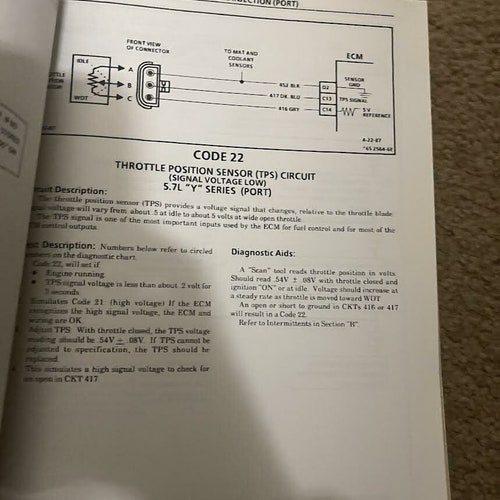 (PORT)
FRONT VIEW
OF CONNECTOR
TO MAT AND
COOLANT
SENSORS
ECM
IDLE
WOT
A
B
C
452 BLK
417 DK. BLU
416 GRY
D2
C13
C14
SENSOR
GRD
TPS SIGNAL
5 V
REFERENCE
4-22-87
CODE 22
THROTTLE POSITION SENSOR (TPS) CIRCUIT
(SIGNAL VOLTAGE LOW)
5.7L "Y" SERIES (PORT)
Description:
The throttle position sensor (TPS) provides a voltage signal that changes, relative to the throttle blade.
voltage will vary from about .5 at idle to about 5 volts at wide open throttle.
The TPS signal is one of the most important inputs used by the ECM for fuel control and for most of the
control outputs.
Description: Numbers below refer to circled
on the diagnostic chart.
Code 22, will set if
• Engine running
• TPS signal voltage is less than about .2 volt for
seconds.
Simulates Code 21: (high voltage) If the ECM
the high signal voltage, the ECM and
wiring are OK.
Adjust TPS: With throttle closed, the TPS voltage
reading should be .54V ± .08V. If TPS cannot be
adjusted to specification, the TPS should be
replaced.
This simulates a high signal voltage to check for
an open in CKT 417.
Diagnostic Aids:
A "Scan" tool reads throttle position in volts.
Should read .54V ± .08V with throttle closed and
ignition "ON" or at idle. Voltage should increase at
a steady rate as throttle is moved toward WOT.
An open or short to ground in CKTs 416 or 417
will result in a Code 22.
Refer to Intermittents in Section "B".